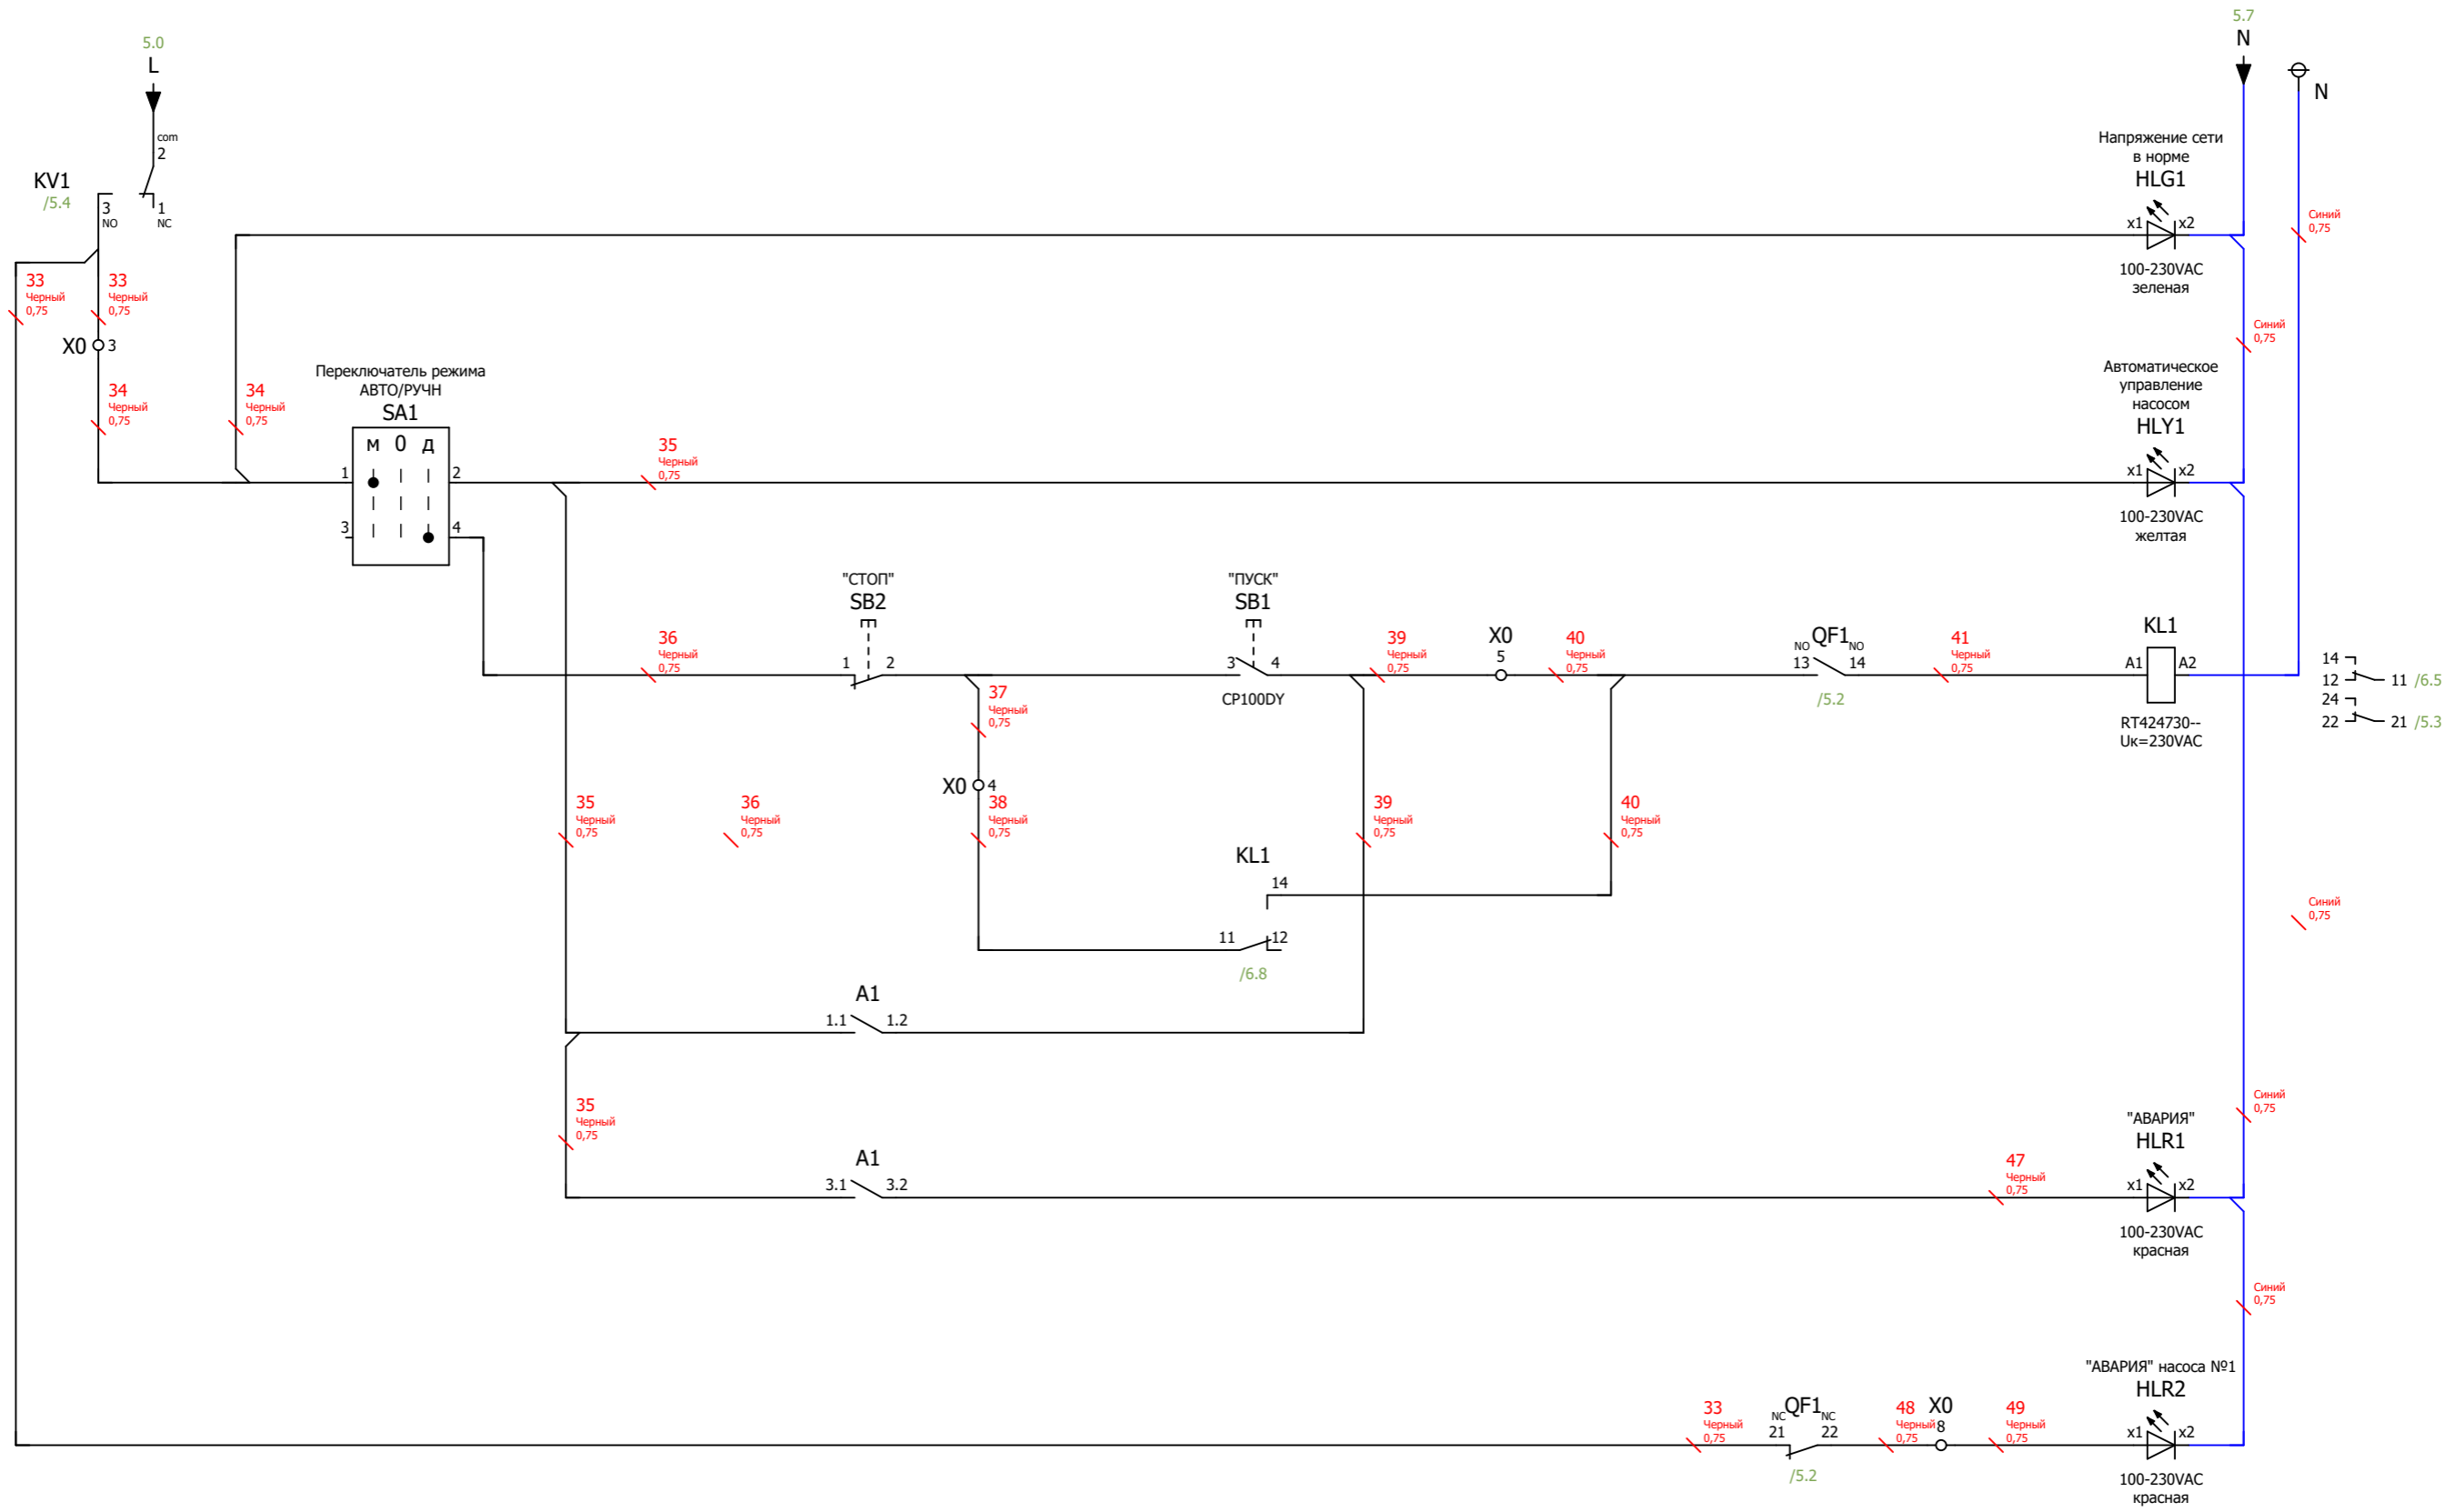 5.0
L
5.7
N
N
com
2
KV1
/5.4
3
NO
1
NC
Напряжение сети
в норме
HLG1
x1
x2
100-230VAC
зеленая
Синий
0,75
33
Черный
0,75
33
Черный
0,75
X0
3
34
Черный
0,75
34
Черный
0,75
Синий
0,75
Переключатель режима
АВТО/РУЧН
SA1
М 0 Д
1
2
3
4
35
Черный
0,75
Автоматическое
управление
насосом
HLY1
x1
x2
100-230VAC
желтая
36
Черный
0,75
"СТОП"
SB2
1
2
"ПУСК"
SB1
3
4
CP100DY
39
Черный
0,75
X0
5
40
Черный
0,75
QF1
NO
NO
13
14
/5.2
41
Черный
0,75
KL1
A1
A2
RT424730--
Uк=230VAC
14
12
11 /6.5
24
22
21 /5.3
37
Черный
0,75
X0
4
38
Черный
0,75
35
Черный
0,75
36
Черный
0,75
39
Черный
0,75
40
Черный
0,75
KL1
14
11
12
/6.8
Синий
0,75
A1
1.1
1.2
35
Черный
0,75
A1
3.1
3.2
47
Черный
0,75
"АВАРИЯ"
HLR1
x1
x2
100-230VAC
красная
Синий
0,75
Синий
0,75
33
Черный
0,75
QF1
NC
NC
21
22
/5.2
48
Черный
0,75
X0
8
49
Черный
0,75
"АВАРИЯ" насоса №1
HLR2
x1
x2
100-230VAC
красная